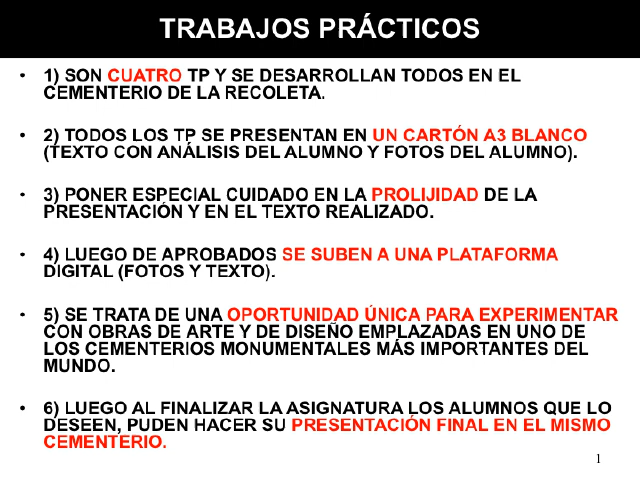 TRABAJOS PRÁCTICOS
• 1) SON CUATRO TP Y SE DESARROLLAN TODOS EN EL
CEMENTERIO DE LA RECOLETA.
• 2) TODOS LOS TP SE PRESENTAN EN UN CARTÓN A3 BLANCO
(TEXTO CON ANÁLISIS DEL ALUMNO Y FOTOS DEL ALUMNO).
• 3) PONER ESPECIAL CUIDADO EN LA PROLIJIDAD DE LA
PRESENTACIÓN Y EN EL TEXTO REALIZADO.
• 4) LUEGO DE APROBADOS SE SUBEN A UNA PLATAFORMA
DIGITAL (FOTOS Y TEXTO).
• 5) SE TRATA DE UNA OPORTUNIDAD ÚNICA PARA EXPERIMENTAR
CON OBRAS DE ARTE Y DE DISEÑO EMPLAZADAS EN UNO DE
LOS CEMENTERIOS MONUMENTALES MÁS IMPORTANTES DEL
MUNDO.
• 6) LUEGO AL FINALIZAR LA ASIGNATURA LOS ALUMNOS QUE LO
DESEEN, PUDEN HACER SU PRESENTACIÓN FINAL EN EL MISMO
CEMENTERIO.
1